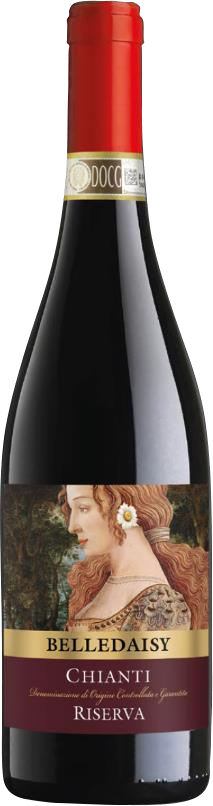 DOCG
BELLEDAISY
CHIANTI
Denominazione di Origine Controllata e Garantita
RISERVA